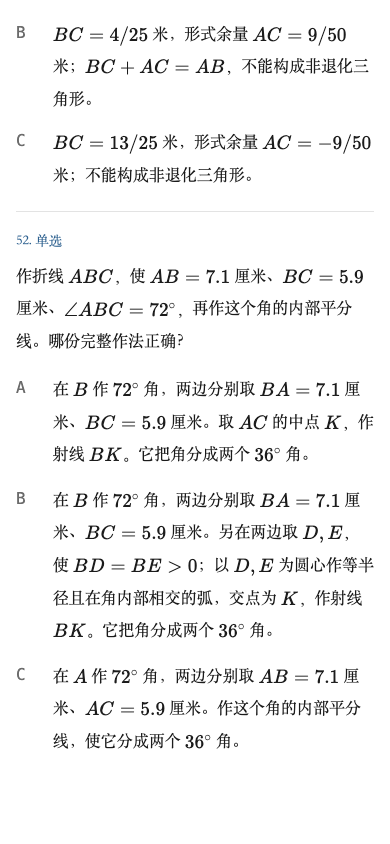 B BC = 4/25 米，形式余量 AC = 9/50
米；BC + AC = AB，不能构成非退化三
角形。
C BC = 13/25 米，形式余量 AC = −9/50
米；不能构成非退化三角形。
52. 单选
作折线 ABC，使 AB = 7.1 厘米、BC = 5.9
厘米、∠ABC = 72°，再作这个角的内部平分
线。哪份完整作法正确？
A 在 B 作 72° 角，两边分别取 BA = 7.1 厘
米、BC = 5.9 厘米。取 AC 的中点 K，作
射线 BK。它把角分成两个 36° 角。
B 在 B 作 72° 角，两边分别取 BA = 7.1 厘
米、BC = 5.9 厘米。另在两边取 D, E，
使 BD = BE > 0；以 D, E 为圆心作等半
径且在角内部相交的弧，交点为 K，作射线
BK。它把角分成两个 36° 角。
C 在 A 作 72° 角，两边分别取 AB = 7.1 厘
米、AC = 5.9 厘米。作这个角的内部平分
线，使它分成两个 36° 角。